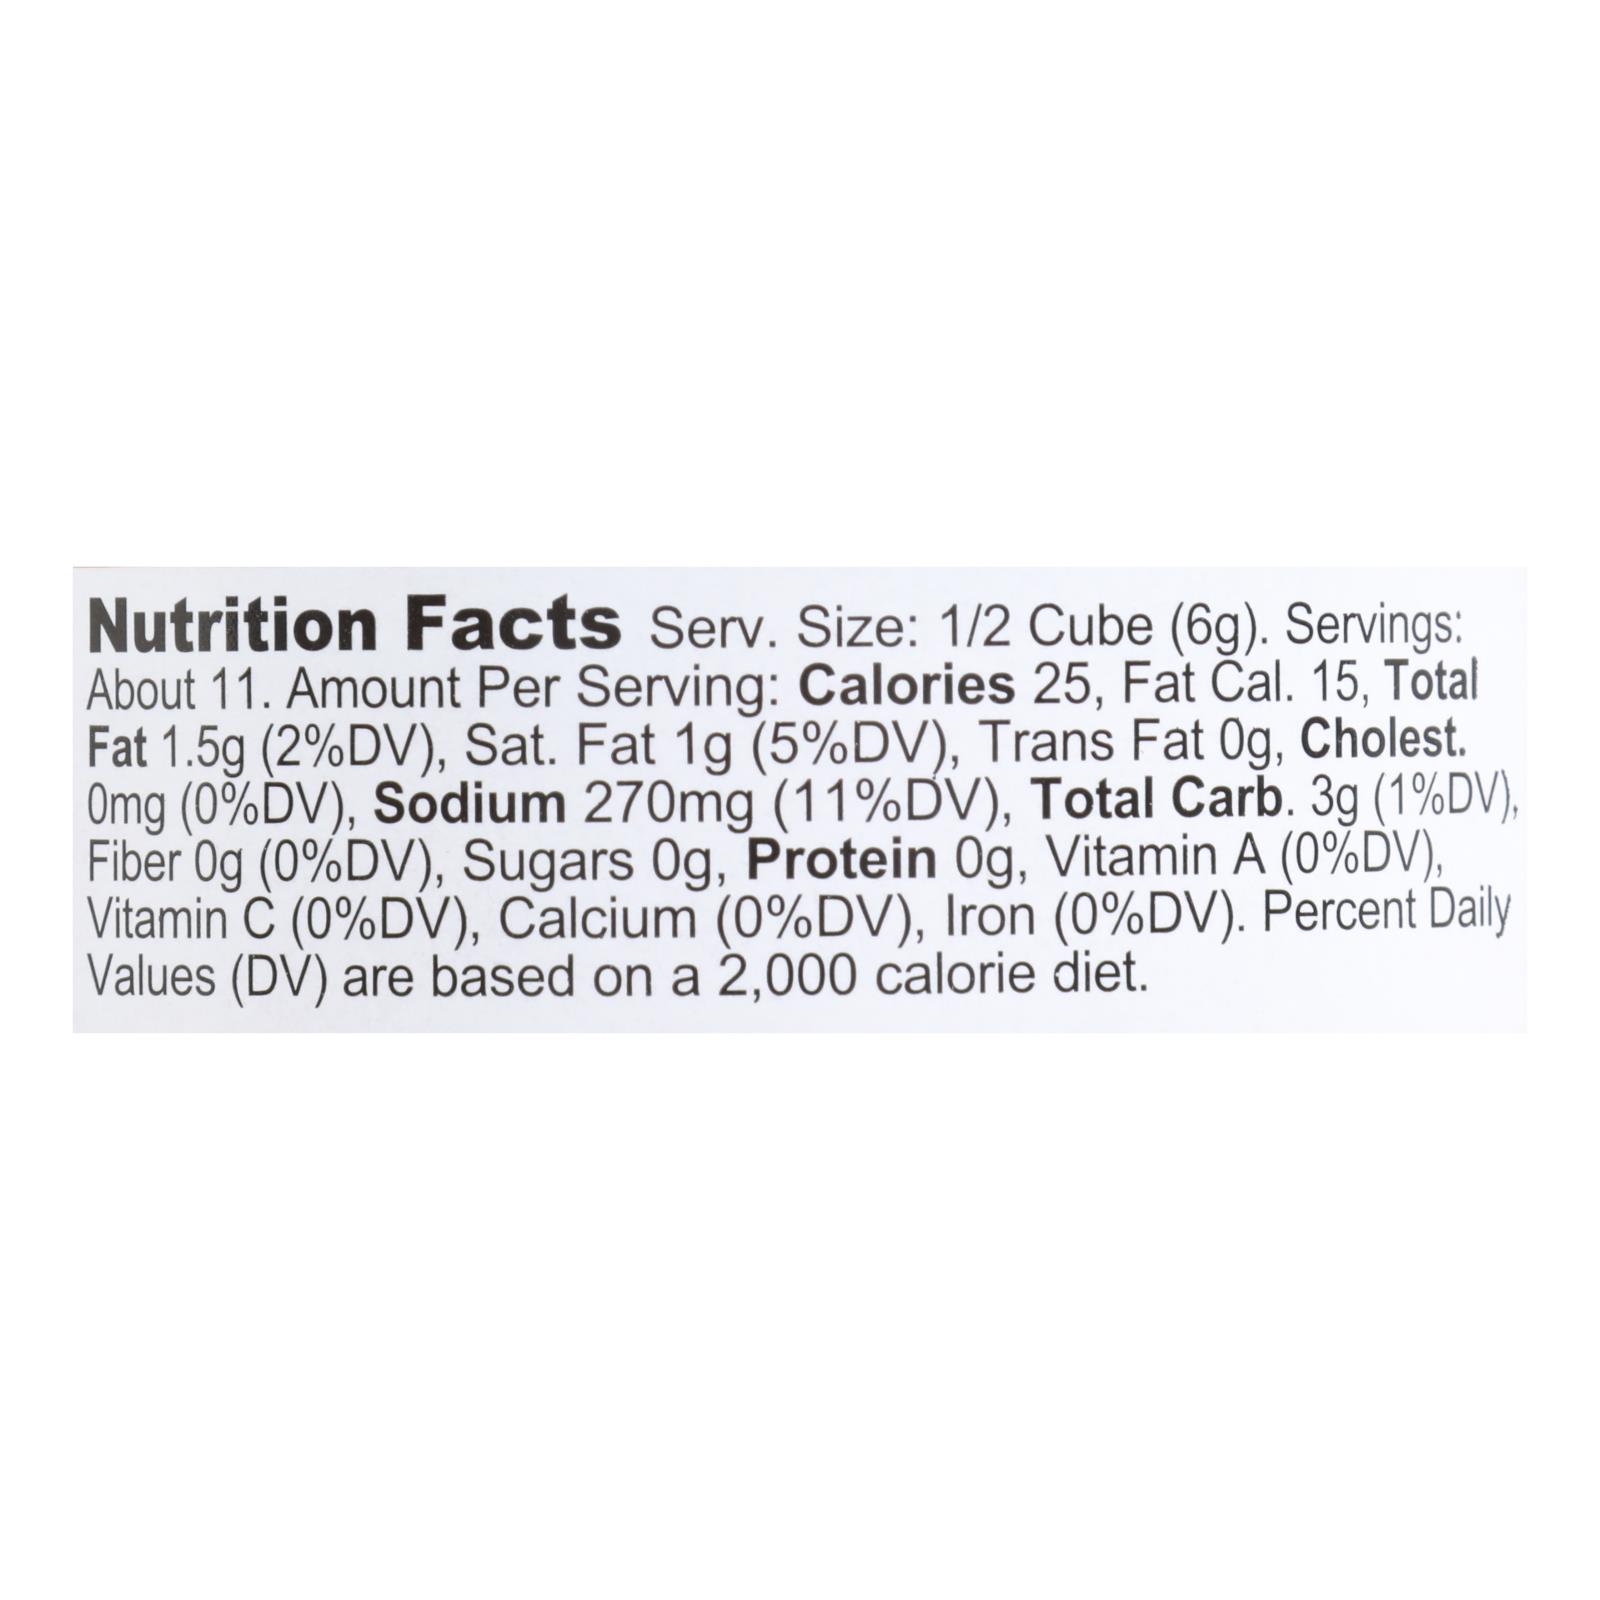 Nutrition Facts Serv. Size: 1/2 Cube (6g). Servings:
About 11. Amount Per Serving: Calories 25, Fat Cal. 15, Total
Fat 1.5g (2%DV), Sat. Fat 1g (5%DV), Trans Fat 0g, Cholest.
0mg (0%DV), Sodium 270mg (11%DV), Total Carb. 3g (1%DV),
Fiber 0g (0%DV), Sugars 0g, Protein 0g, Vitamin A (0%DV),
Vitamin C (0%DV), Calcium (0%DV), Iron (0%DV). Percent Daily
Values (DV) are based on a 2,000 calorie diet.